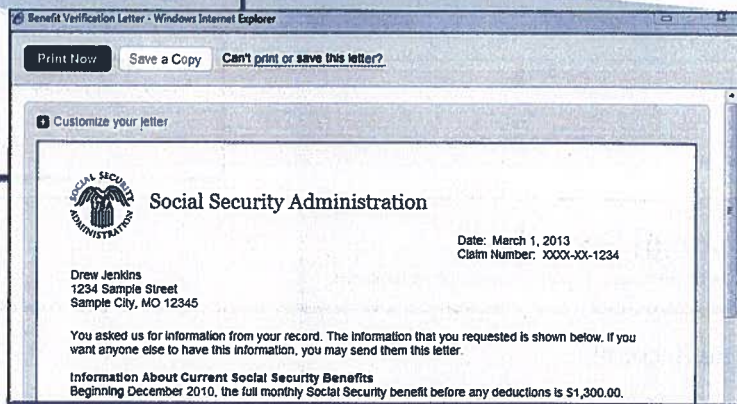 Benefit Verification Letter - Windows Internet Explorer
Print Now Save a Copy Can't print or save this letter?
Customize your letter
SOCIAL SECURITY ADMINISTRATION
Social Security Administration
Date: March 1, 2013
Claim Number: XXXX-XX-1234
Drew Jenkins
1234 Sample Street
Sample City, MO 12345
You asked us for information from your record. The information that you requested is shown below. If you
want anyone else to have this information, you may send them this letter.
Information About Current Social Security Benefits
Beginning December 2010, the full monthly Social Security benefit before any deductions is $1,300.00.